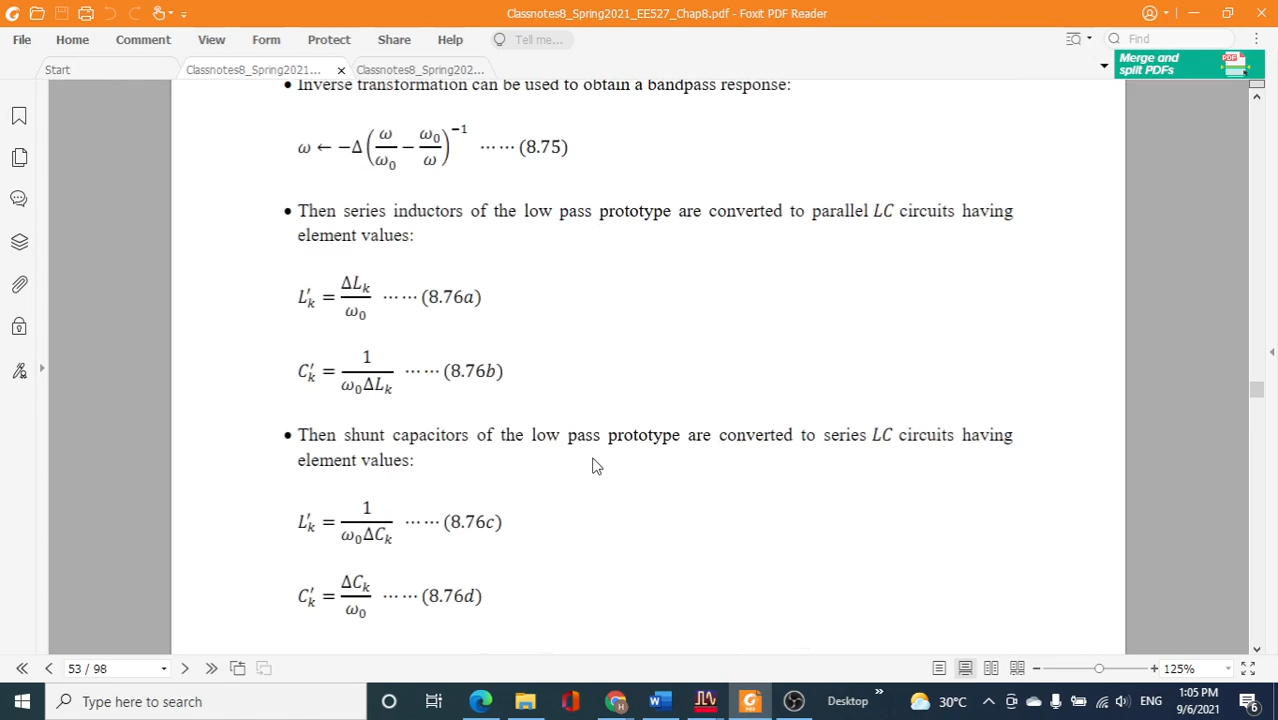 Classnotes8_Spring2021_EE527_Chap8.pdf - Foxit PDF Reader
File Home Comment View Form Protect Share Help Tell me... Find
Start Classnotes8_Spring2021... Classnotes8_Spring202... Merge and split PDFs
• Inverse transformation can be used to obtain a bandpass response:
ω ← −Δ(ω/ω₀ − ω₀/ω)⁻¹ ⋯⋯ (8.75)
• Then series inductors of the low pass prototype are converted to parallel LC circuits having
element values:
L′ₖ = ΔLₖ/ω₀ ⋯⋯ (8.76a)
C′ₖ = 1/ω₀ΔLₖ ⋯⋯ (8.76b)
• Then shunt capacitors of the low pass prototype are converted to series LC circuits having
element values:
L′ₖ = 1/ω₀ΔCₖ ⋯⋯ (8.76c)
C′ₖ = ΔCₖ/ω₀ ⋯⋯ (8.76d)
53 / 98 125%
Type here to search Desktop 30°C ENG 1:05 PM
9/6/2021 6